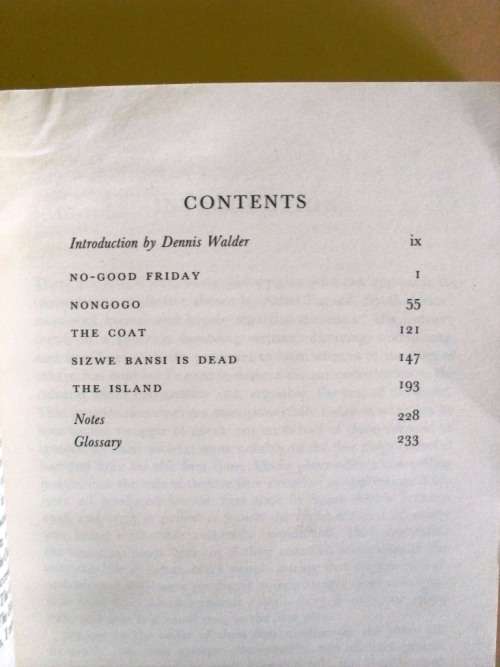 CONTENTS
Introduction by Dennis Walder ix
NO-GOOD FRIDAY 1
NONGOGO 55
THE COAT 121
SIZWE BANSI IS DEAD 147
THE ISLAND 193
Notes 228
Glossary 233